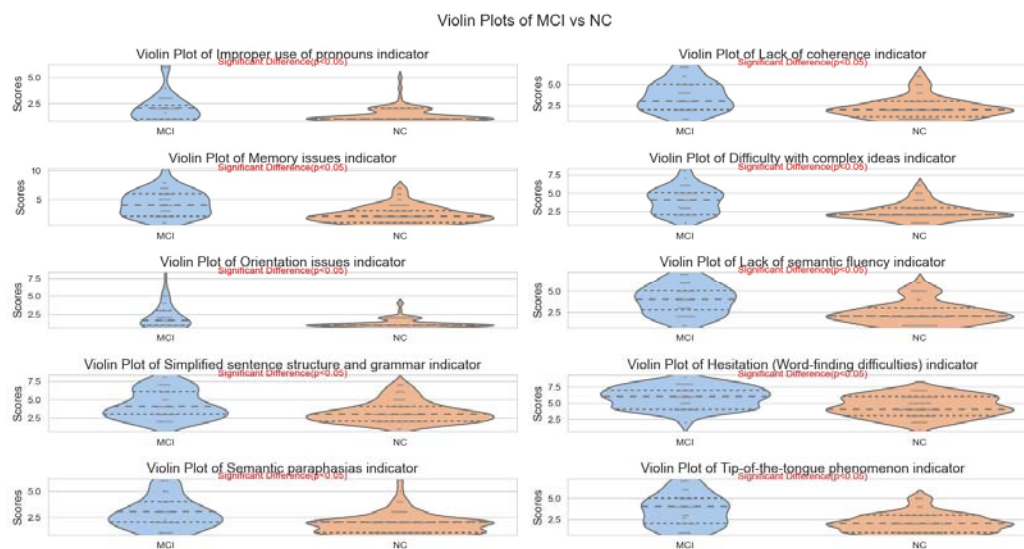 Violin Plots of MCI vs NC
Violin Plot of Improper use of pronouns indicator
Significant Difference(p<0.05)
Scores
5.0
2.5
MCI
NC
Violin Plot of Lack of coherence indicator
Significant Difference(p<0.05)
Scores
5.0
2.5
MCI
NC
Violin Plot of Memory issues indicator
Significant Difference(p<0.05)
Scores
10
5
MCI
NC
Violin Plot of Difficulty with complex ideas indicator
Significant Difference(p<0.05)
Scores
7.5
5.0
2.5
MCI
NC
Violin Plot of Orientation issues indicator
Significant Difference(p<0.05)
Scores
7.5
5.0
2.5
MCI
NC
Violin Plot of Lack of semantic fluency indicator
Significant Difference(p<0.05)
Scores
5.0
2.5
MCI
NC
Violin Plot of Simplified sentence structure and grammar indicator
Significant Difference(p<0.05)
Scores
7.5
5.0
2.5
MCI
NC
Violin Plot of Hesitation (Word-finding difficulties) indicator
Significant Difference(p<0.05)
Scores
7.5
5.0
2.5
MCI
NC
Violin Plot of Semantic paraphasias indicator
Significant Difference(p<0.05)
Scores
5.0
2.5
MCI
NC
Violin Plot of Tip-of-the-tongue phenomenon indicator
Significant Difference(p<0.05)
Scores
5.0
2.5
MCI
NC